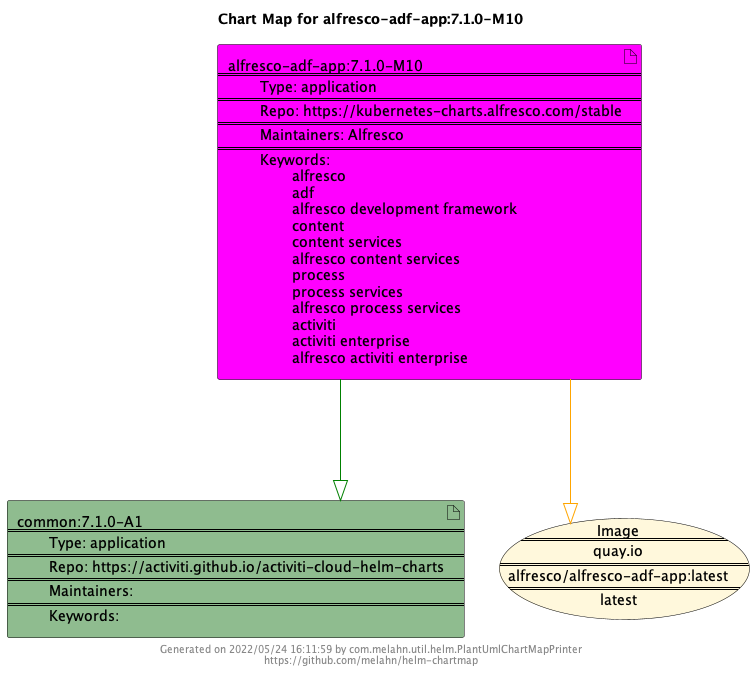 Chart Map for alfresco-adf-app:7.1.0-M10
alfresco-adf-app:7.1.0-M10
Type: application
Repo: https://kubernetes-charts.alfresco.com/stable
Maintainers: Alfresco
Keywords:
alfresco
adf
alfresco development framework
content
content services
alfresco content services
process
process services
alfresco process services
activiti
activiti enterprise
alfresco activiti enterprise
common:7.1.0-A1
Type: application
Repo: https://activiti.github.io/activiti-cloud-helm-charts
Maintainers:
Keywords:
Image
quay.io
alfresco/alfresco-adf-app:latest
latest
Generated on 2022/05/24 16:11:59 by com.melahn.util.helm.PlantUmlChartMapPrinter
https://github.com/melahn/helm-chartmap